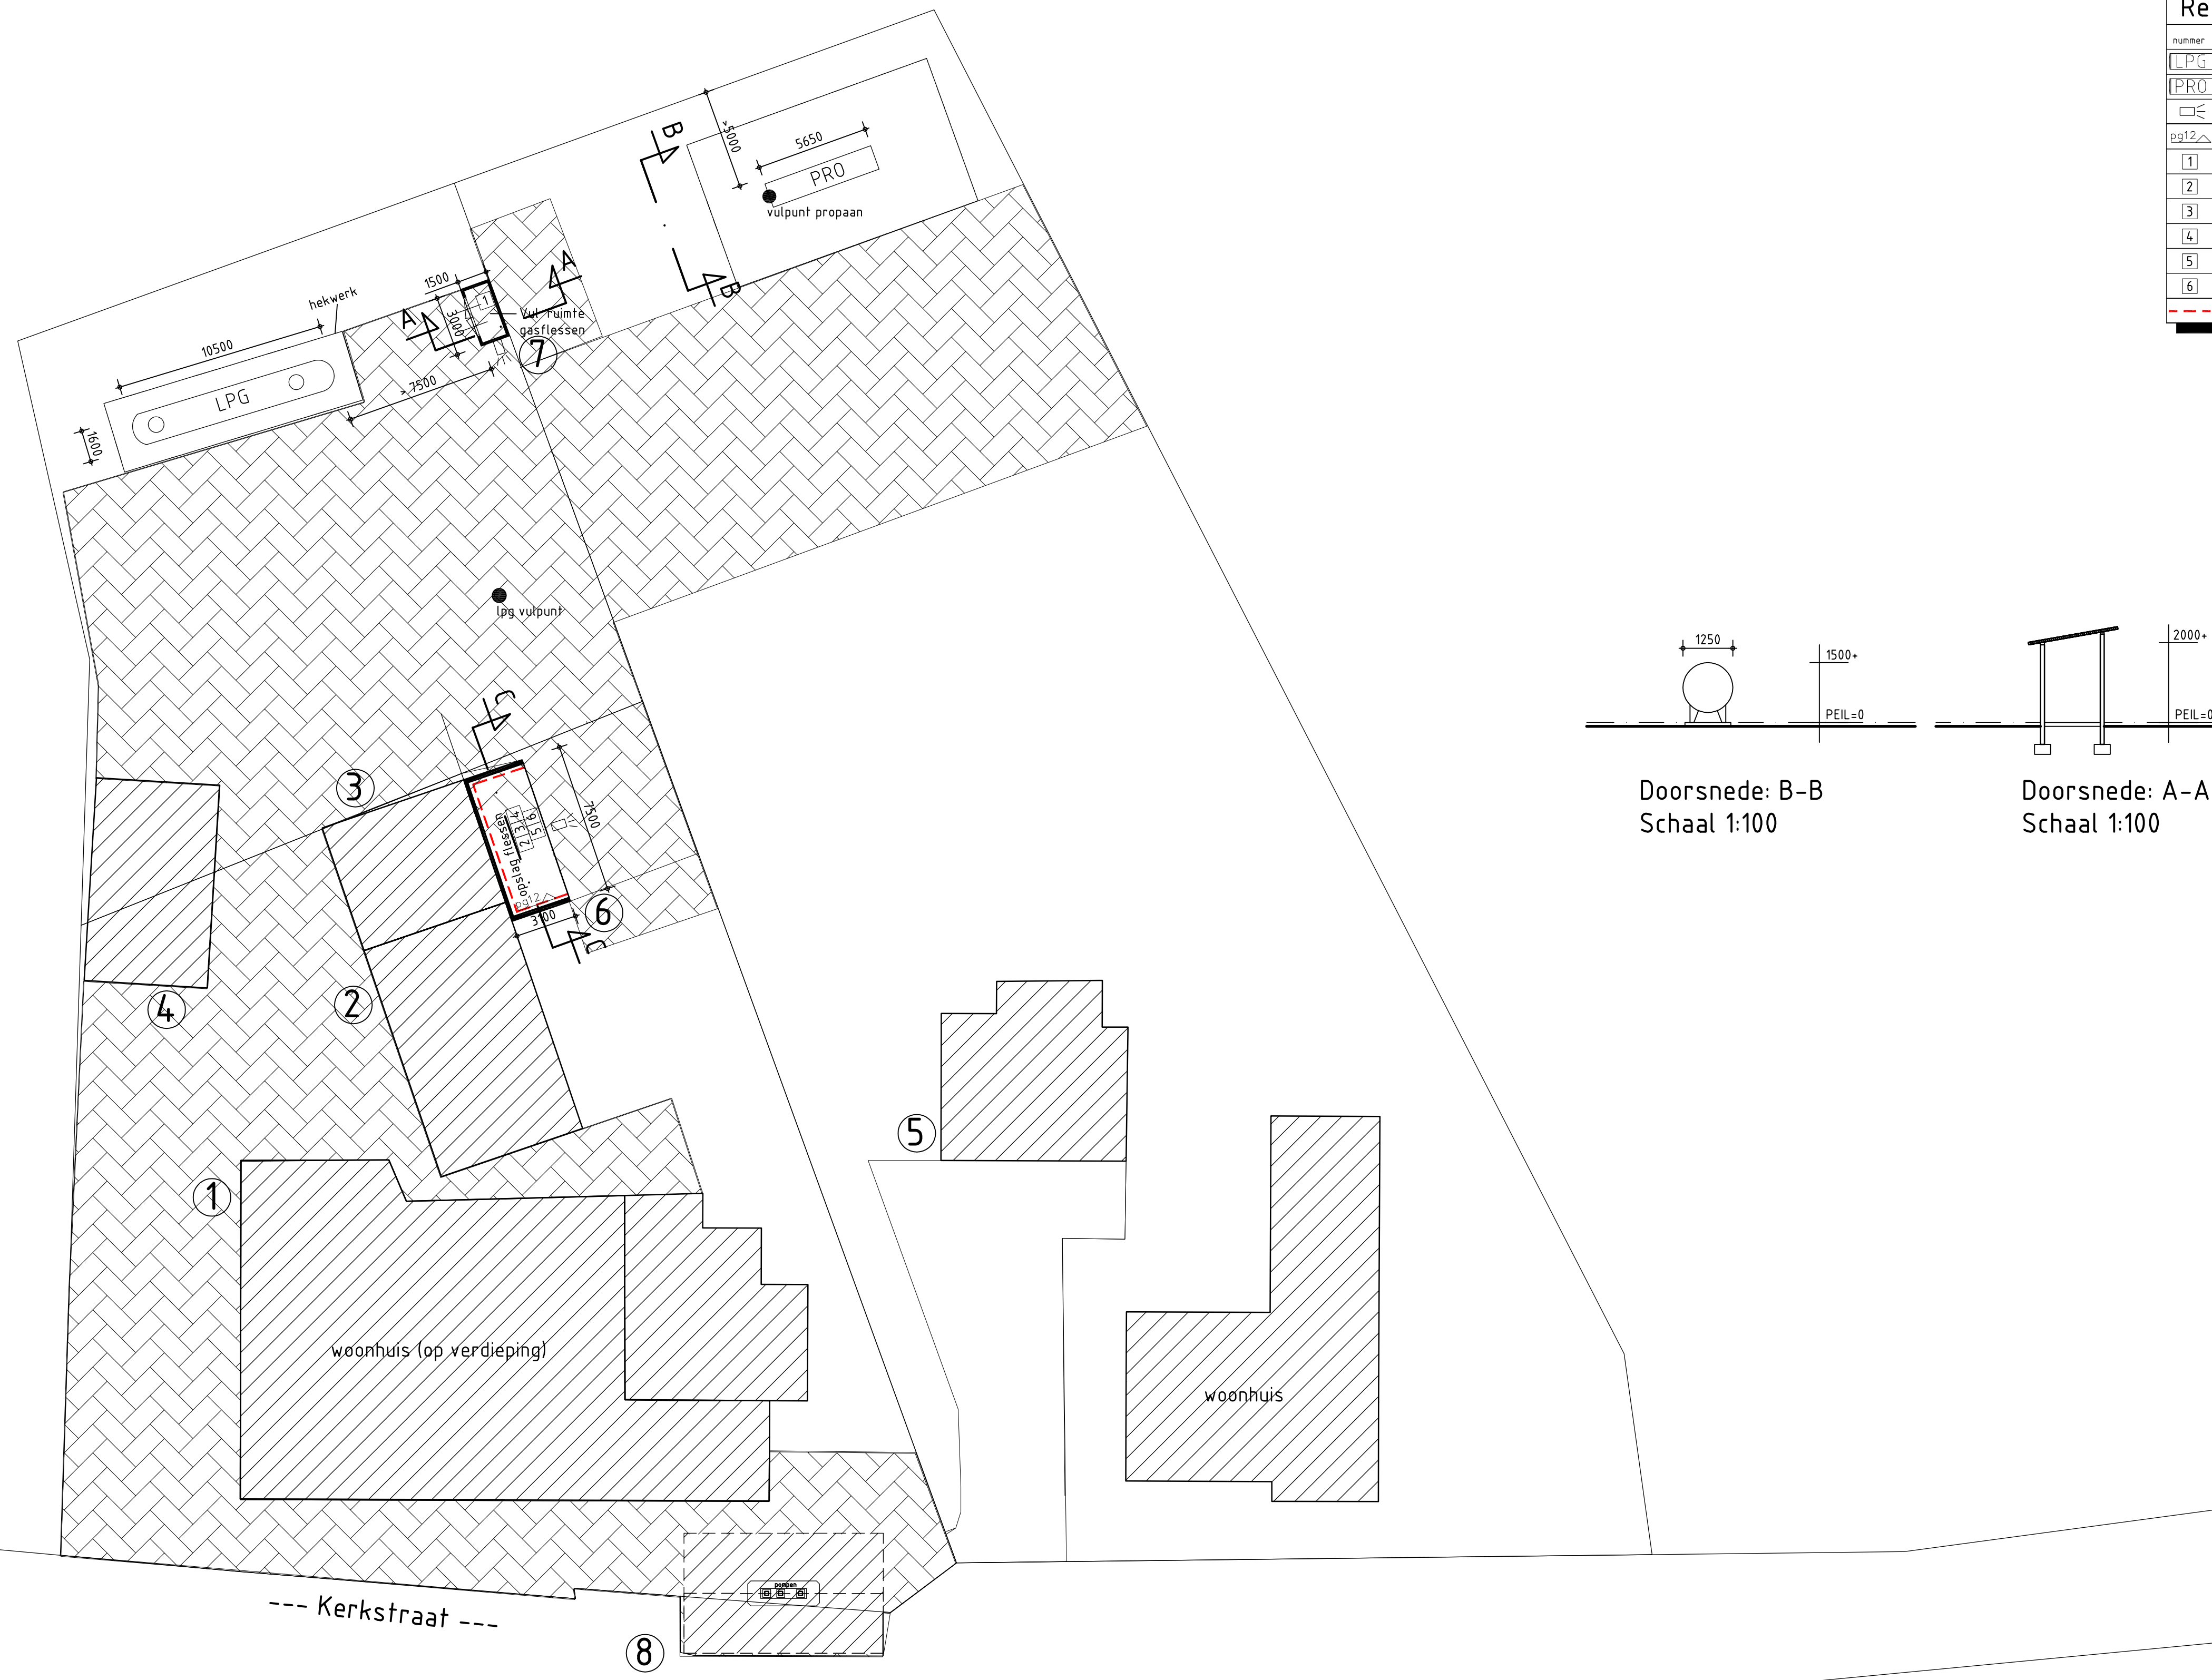 Re
nummer
LPG
PRO
pg12
1
2
3
4
5
6
B
B
>5000
5650
PRO
vulpunt propaan
hekwerk
1500
A
A
1
3000
Vul ruimte
gasflessen
7
10500
LPG
> 7500
1600
lpg vulpunt
C
3
7500
2 3 4
5 6
opslag flessen
pg12
3100
6
C
4
2
1250
1500+
PEIL=0
2000+
PEIL=0
Doorsnede: B-B
Schaal 1:100
Doorsnede: A-A
Schaal 1:100
5
1
woonhuis (op verdieping)
woonhuis
pompen
--- Kerkstraat ---
8